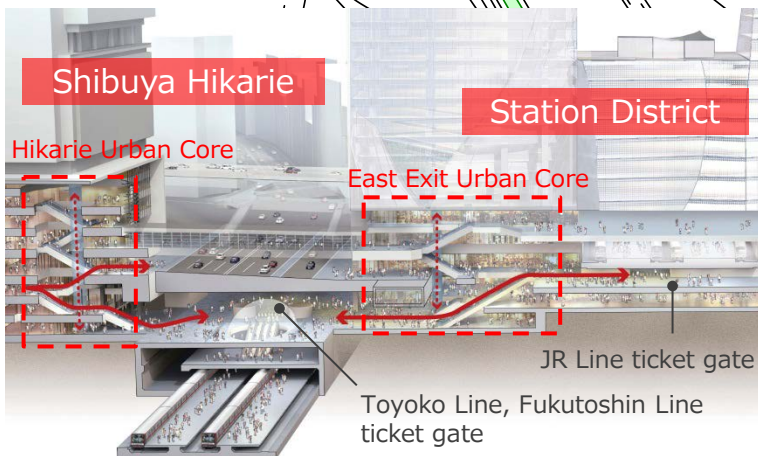 Shibuya Hikarie
Station District
Hikarie Urban Core
East Exit Urban Core
JR Line ticket gate
Toyoko Line, Fukutoshin Line
ticket gate